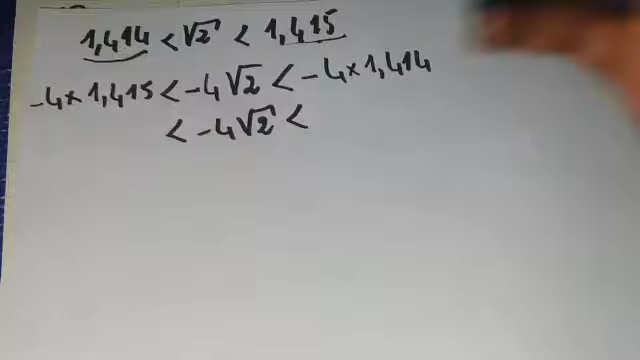 1,414 < √2 < 1,415
-4× 1,415 < -4√2 < -4×1,414
< -4√2 <